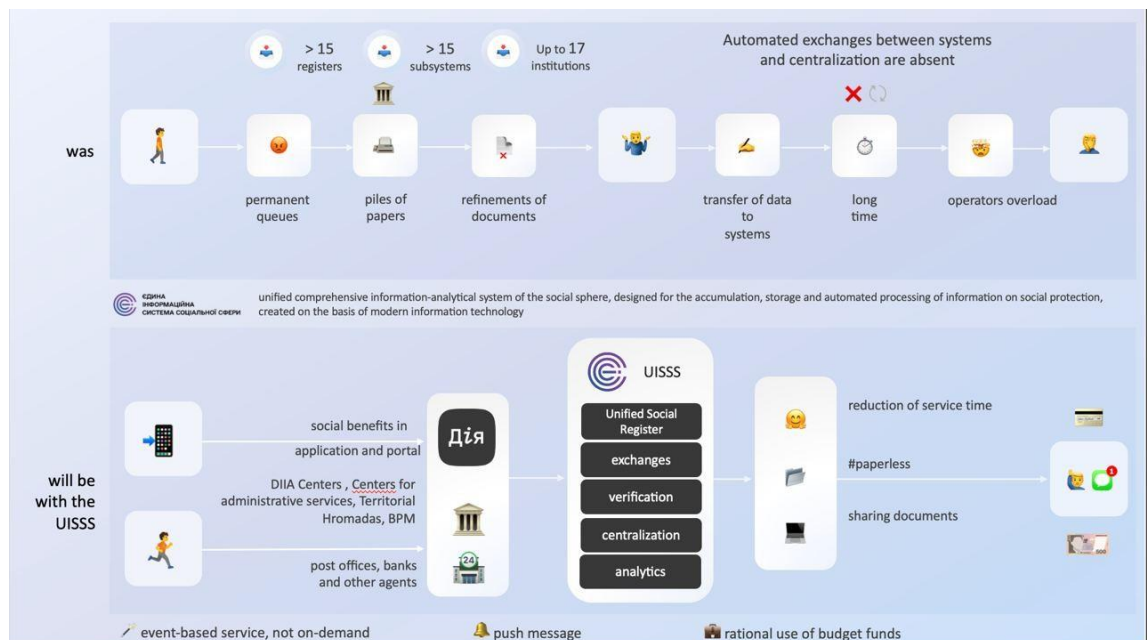 > 15
registers
> 15
subsystems
Up to 17
institutions
Automated exchanges between systems
and centralization are absent
was
permanent
queues
piles of
papers
refinements of
documents
transfer of data
to
systems
long
time
operators overload
ЄДИНА
ІНФОРМАЦІЙНА
СИСТЕМА СОЦІАЛЬНОЇ СФЕРИ
unified comprehensive information-analytical system of the social sphere, designed for the accumulation, storage and automated processing of information on social protection,
created on the basis of modern information technology
will be
with the
UISSS
social benefits in
application and portal
DIIA Centers , Centers for
administrative services, Territorial
Hromadas, BPM
post offices, banks
and other agents
Дія
24
UISSS
Unified Social
Register
exchanges
verification
centralization
analytics
reduction of service time
#paperless
sharing documents
1
event-based service, not on-demand
push message
rational use of budget funds